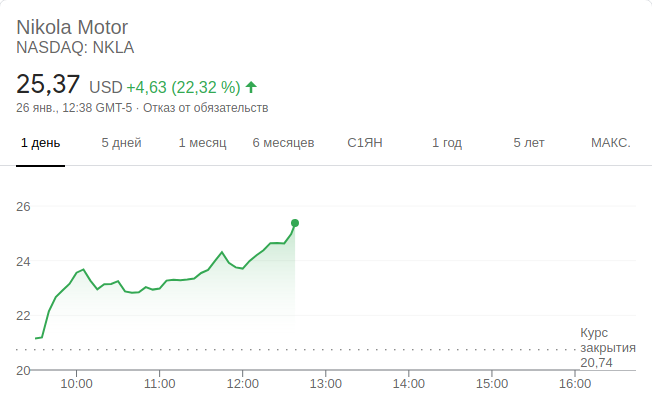 Nikola Motor
NASDAQ: NKLA
25,37 USD +4,63 (22,32 %)
26 янв., 12:38 GMT-5 · Отказ от обязательств
1 день 5 дней 1 месяц 6 месяцев С1ЯН 1 год 5 лет МАКС.
26
24
22
20
Курс
закрытия
20,74
10:00 11:00 12:00 13:00 14:00 15:00 16:00